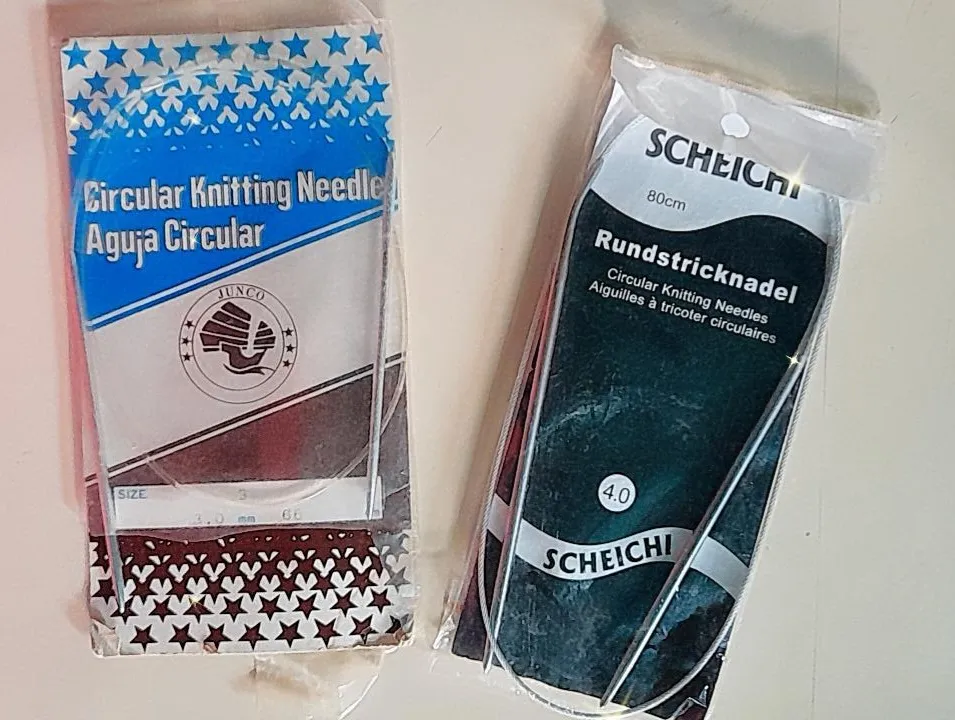 Circular Knitting Needle
Aguja Circular
JUNCO
SIZE 3
3.0 mm 66
SCHEICHI
80cm
Rundstricknadel
Circular Knitting Needles
Aiguilles à tricoter circulaires
4.0
SCHEICHI